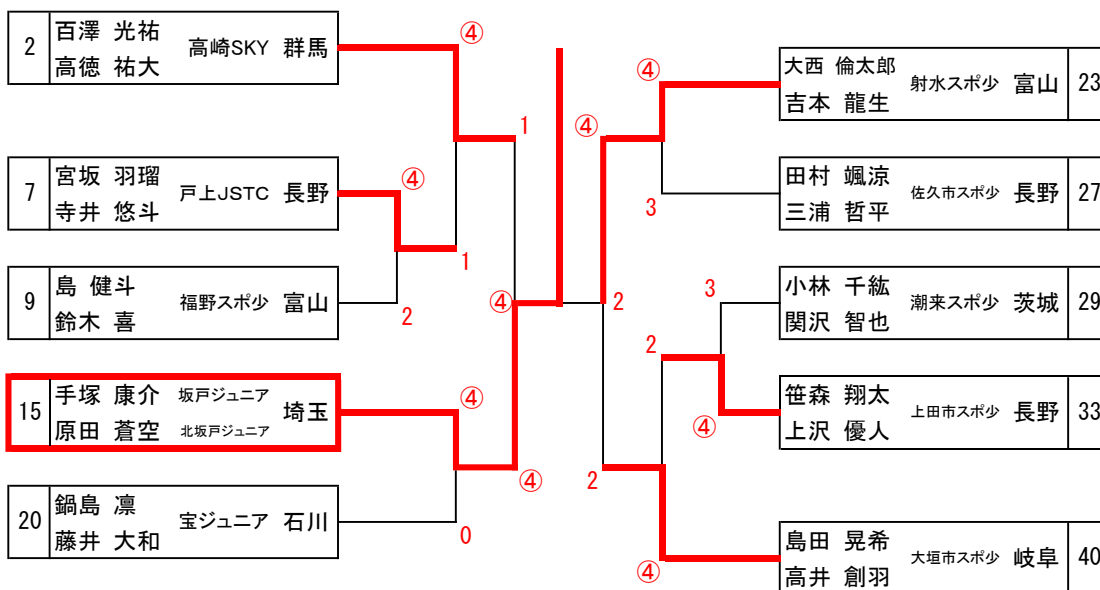 2 百澤 光祐 高徳 祐大 高崎SKY 群馬
④
7 宮坂 羽瑠 寺井 悠斗 戸上JSTC 長野
④
9 島 健斗 鈴木 喜 福野スポ少 富山
2
1
1
15 手塚 康介 坂戸ジュニア 原田 蒼空 北坂戸ジュニア 埼玉
④
20 鍋島 凛 藤井 大和 宝ジュニア 石川
0
④
④
大西 倫太郎 吉本 龍生 射水スポ少 富山 23
④
田村 颯涼 三浦 哲平 佐久市スポ少 長野 27
3
④
小林 千紘 関沢 智也 潮来スポ少 茨城 29
3
笹森 翔太 上沢 優人 上田市スポ少 長野 33
④
2
島田 晃希 高井 創羽 大垣市スポ少 岐阜 40
④
2
2